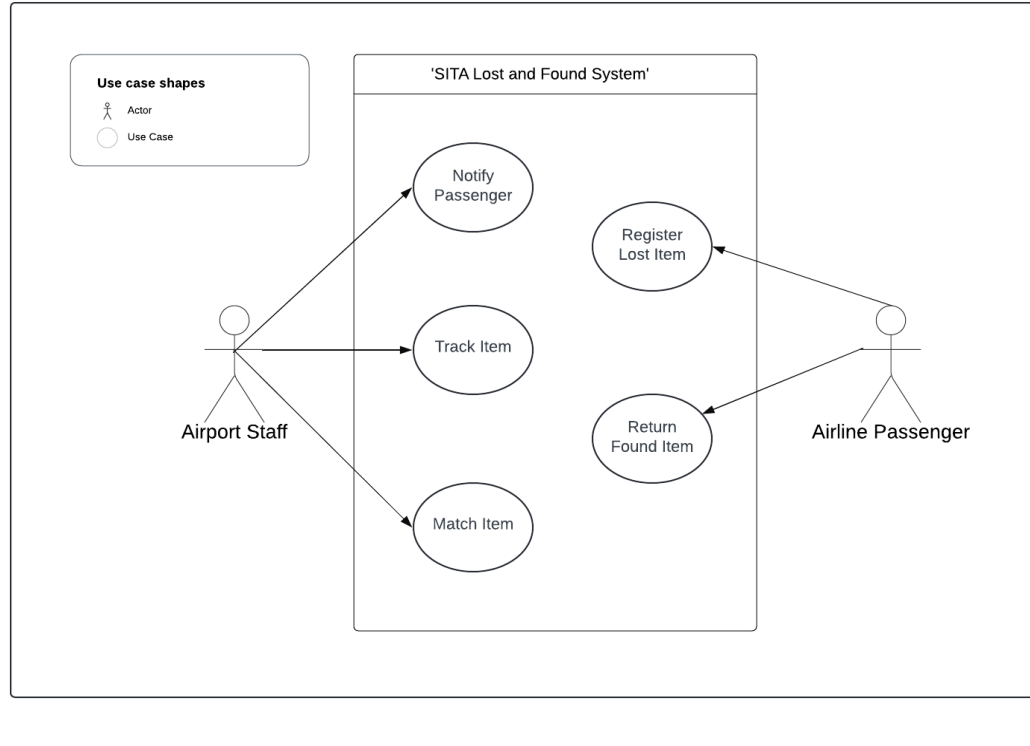 Use case shapes
Actor
Use Case
'SITA Lost and Found System'
Notify
Passenger
Register
Lost Item
Track Item
Airport Staff
Airline Passenger
Return
Found Item
Match Item